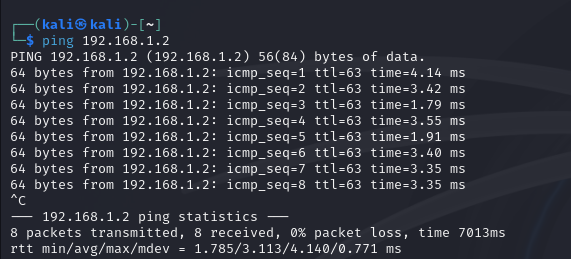 ┌──(kali㉿kali)-[~]
└─$ ping 192.168.1.2
PING 192.168.1.2 (192.168.1.2) 56(84) bytes of data.
64 bytes from 192.168.1.2: icmp_seq=1 ttl=63 time=4.14 ms
64 bytes from 192.168.1.2: icmp_seq=2 ttl=63 time=3.42 ms
64 bytes from 192.168.1.2: icmp_seq=3 ttl=63 time=1.79 ms
64 bytes from 192.168.1.2: icmp_seq=4 ttl=63 time=3.55 ms
64 bytes from 192.168.1.2: icmp_seq=5 ttl=63 time=1.91 ms
64 bytes from 192.168.1.2: icmp_seq=6 ttl=63 time=3.40 ms
64 bytes from 192.168.1.2: icmp_seq=7 ttl=63 time=3.35 ms
64 bytes from 192.168.1.2: icmp_seq=8 ttl=63 time=3.35 ms
^C
--- 192.168.1.2 ping statistics ---
8 packets transmitted, 8 received, 0% packet loss, time 7013ms
rtt min/avg/max/mdev = 1.785/3.113/4.140/0.771 ms